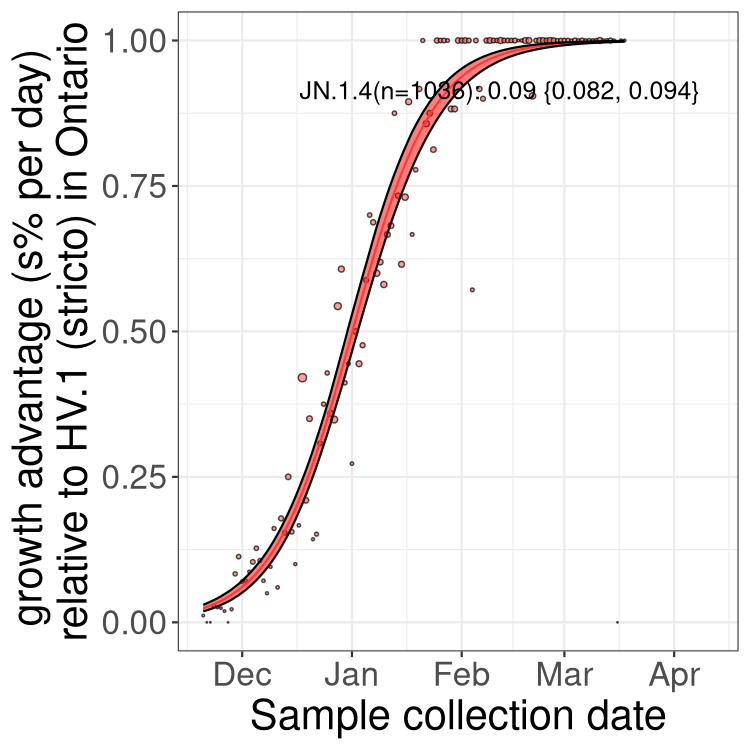 growth advantage (s% per day)
relative to HV.1 (stricto) in Ontario
1.00
0.75
0.50
0.25
0.00
JN.1.4(n=1036): 0.09 {0.082, 0.094}
Dec Jan Feb Mar Apr
Sample collection date